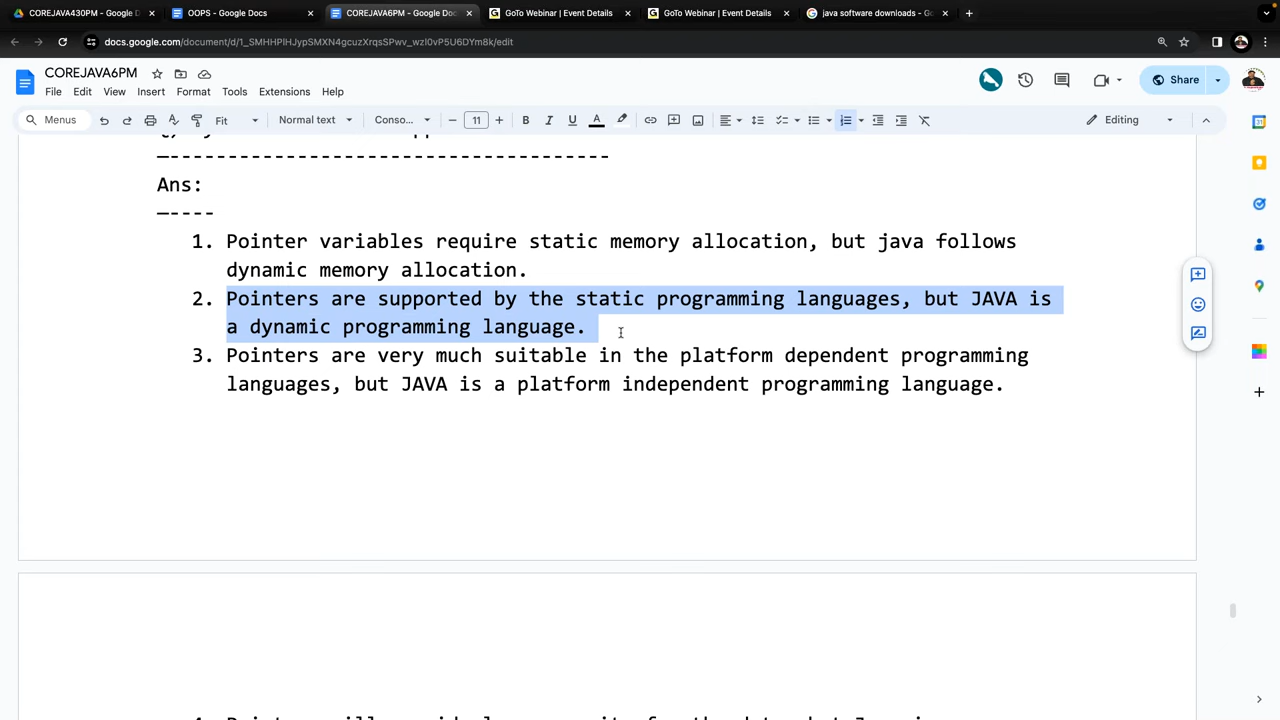 COREJAVA430PM - Google D
OOPS - Google Docs
COREJAVA6PM - Google Doc
GoTo Webinar | Event Details
GoTo Webinar | Event Details
java software downloads - Go
docs.google.com/document/d/1_SMHHPIHJypSMXN4gcuzXrqsSPwv_wzI0vP5U6DYm8k/edit
COREJAVA6PM
File Edit View Insert Format Tools Extensions Help
Share
Menus
Fit
Normal text
Conso...
11
B I U A
Editing
—--------------------------------------
Ans:
—----
1. Pointer variables require static memory allocation, but java follows
dynamic memory allocation.
2. Pointers are supported by the static programming languages, but JAVA is
a dynamic programming language.
3. Pointers are very much suitable in the platform dependent programming
languages, but JAVA is a platform independent programming language.